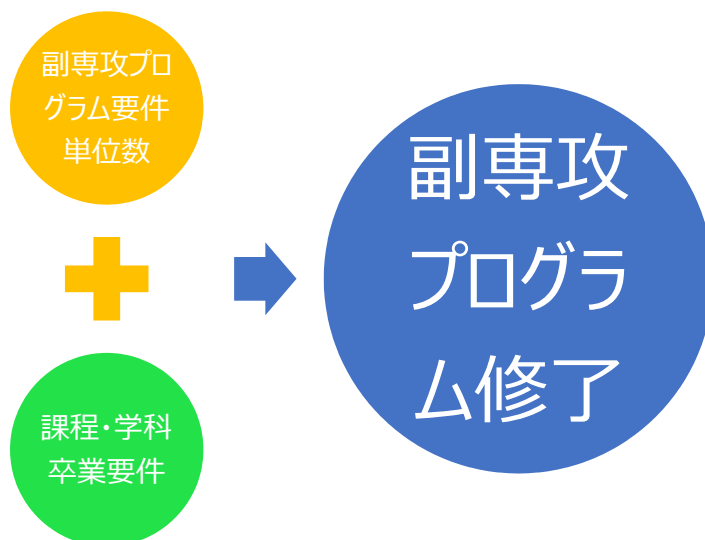 副専攻プロ
グラム要件
単位数
課程・学科
卒業要件
副専攻
プログラ
ム修了